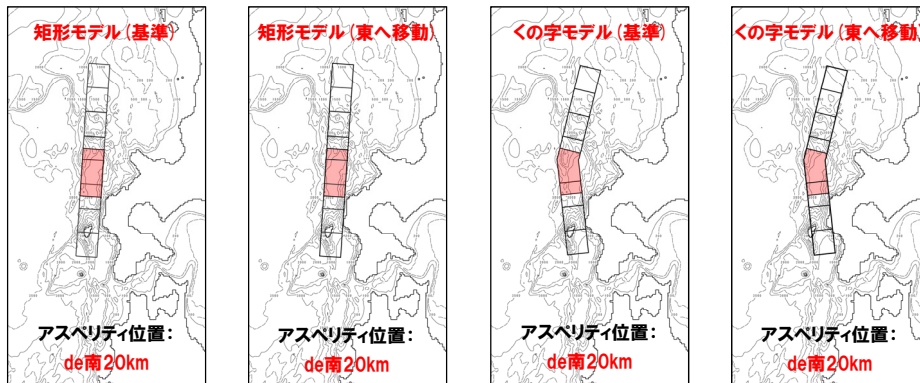 矩形モデル(基準)
アスペリティ位置:
de南20km
矩形モデル(東へ移動)
アスペリティ位置:
de南20km
くの字モデル(基準)
アスペリティ位置:
de南20km
くの字モデル(東へ移動)
アスペリティ位置:
de南20km